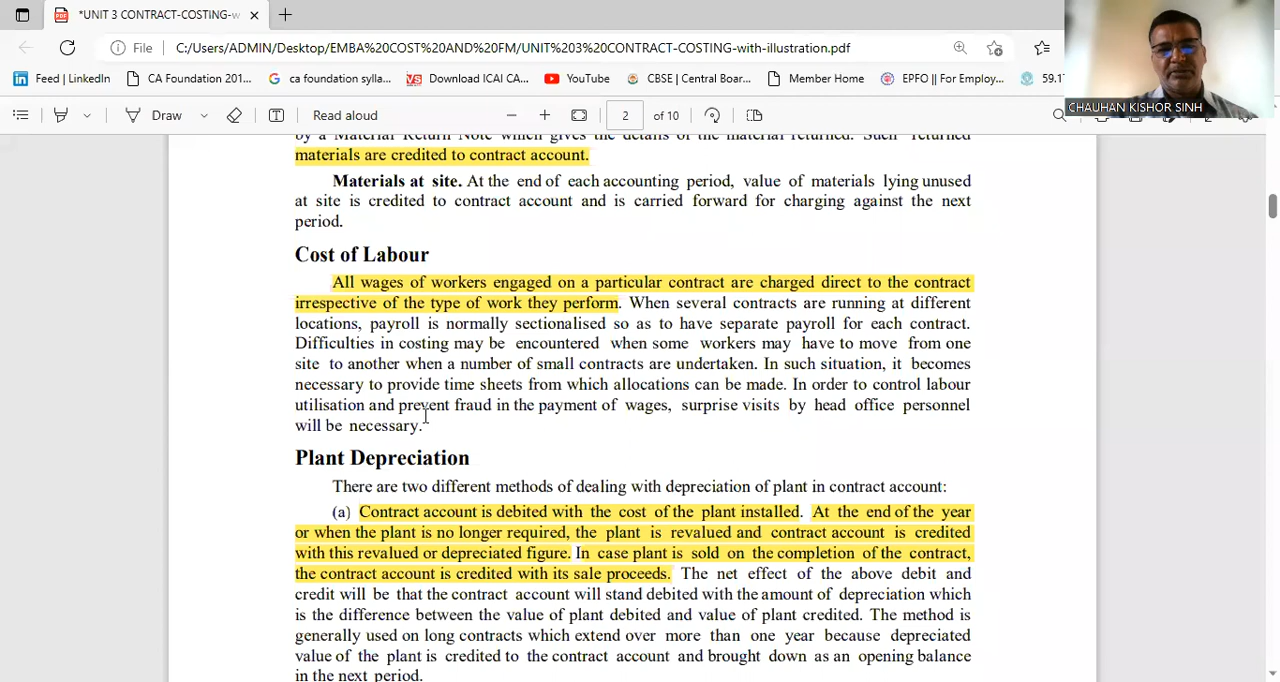 *UNIT 3 CONTRACT-COSTING-w
File
C:/Users/ADMIN/Desktop/EMBA%20COST%20AND%20FM/UNIT%203%20CONTRACT-COSTING-with-illustration.pdf
Feed | LinkedIn
CA Foundation 201...
ca foundation sylla...
Download ICAI CA...
YouTube
CBSE | Central Boar...
Member Home
EPFO || For Employ...
59.1
CHAUHAN KISHOR SINH
Draw
Read aloud
2
of 10
by a Material Return Note which gives the details of the material returned. Such returned
materials are credited to contract account.
Materials at site. At the end of each accounting period, value of materials lying unused
at site is credited to contract account and is carried forward for charging against the next
period.
Cost of Labour
All wages of workers engaged on a particular contract are charged direct to the contract
irrespective of the type of work they perform. When several contracts are running at different
locations, payroll is normally sectionalised so as to have separate payroll for each contract.
Difficulties in costing may be encountered when some workers may have to move from one
site to another when a number of small contracts are undertaken. In such situation, it becomes
necessary to provide time sheets from which allocations can be made. In order to control labour
utilisation and prevent fraud in the payment of wages, surprise visits by head office personnel
will be necessary.
Plant Depreciation
There are two different methods of dealing with depreciation of plant in contract account:
(a) Contract account is debited with the cost of the plant installed. At the end of the year
or when the plant is no longer required, the plant is revalued and contract account is credited
with this revalued or depreciated figure. In case plant is sold on the completion of the contract,
the contract account is credited with its sale proceeds. The net effect of the above debit and
credit will be that the contract account will stand debited with the amount of depreciation which
is the difference between the value of plant debited and value of plant credited. The method is
generally used on long contracts which extend over more than one year because depreciated
value of the plant is credited to the contract account and brought down as an opening balance
in the next period.